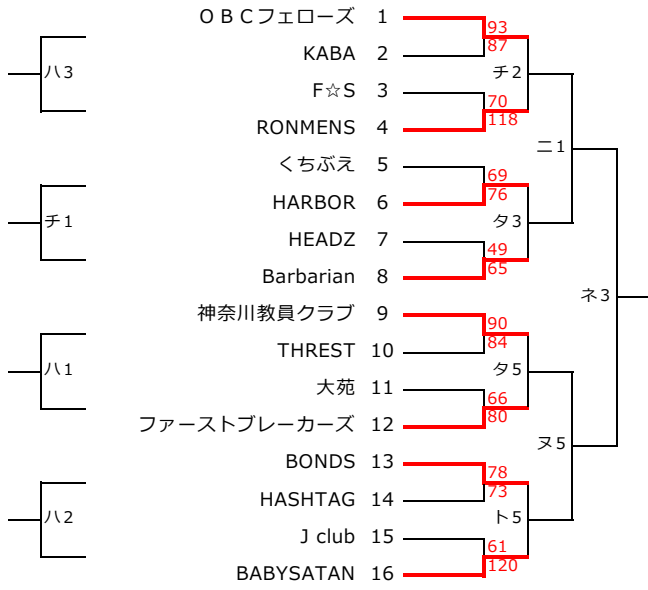 OBCフェローズ 1
93
KABA 2
87
ハ3
チ2
F☆S 3
70
RONMENS 4
118
ニ1
くちぶえ 5
69
HARBOR 6
76
チ1
タ3
HEADZ 7
49
Barbarian 8
65
ネ3
神奈川教員クラブ 9
90
THREST 10
84
ハ1
タ5
大苑 11
66
ファーストブレーカーズ 12
80
ヌ5
BONDS 13
78
HASHTAG 14
73
ハ2
ト5
J club 15
61
BABYSATAN 16
120